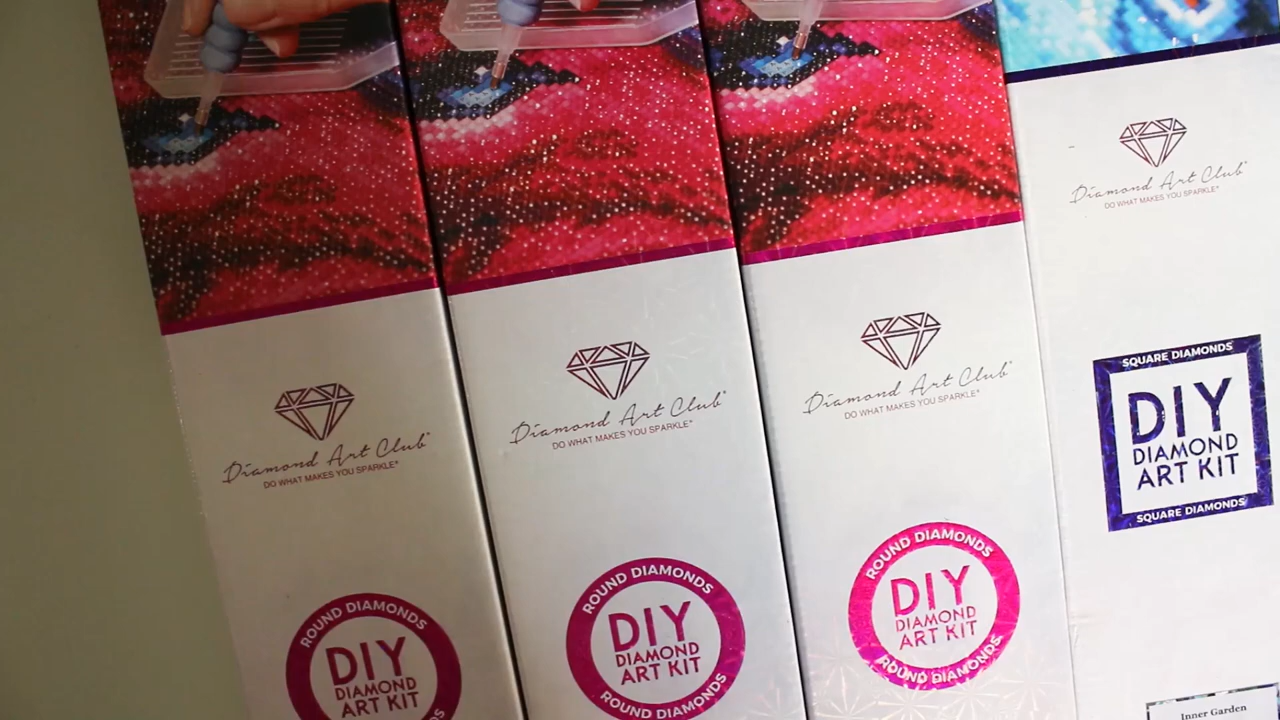 Diamond Art Club®
DO WHAT MAKES YOU SPARKLE®
ROUND DIAMONDS
DIY
DIAMOND
ART KIT
Diamond Art Club®
DO WHAT MAKES YOU SPARKLE®
ROUND DIAMONDS
DIY
DIAMOND
ART KIT
ROUND DIAMONDS
Diamond Art Club®
DO WHAT MAKES YOU SPARKLE®
ROUND DIAMONDS
DIY
DIAMOND
ART KIT
ROUND DIAMONDS
Diamond Art Club®
DO WHAT MAKES YOU SPARKLE®
SQUARE DIAMONDS
DIY
DIAMOND
ART KIT
SQUARE DIAMONDS
Inner Garden